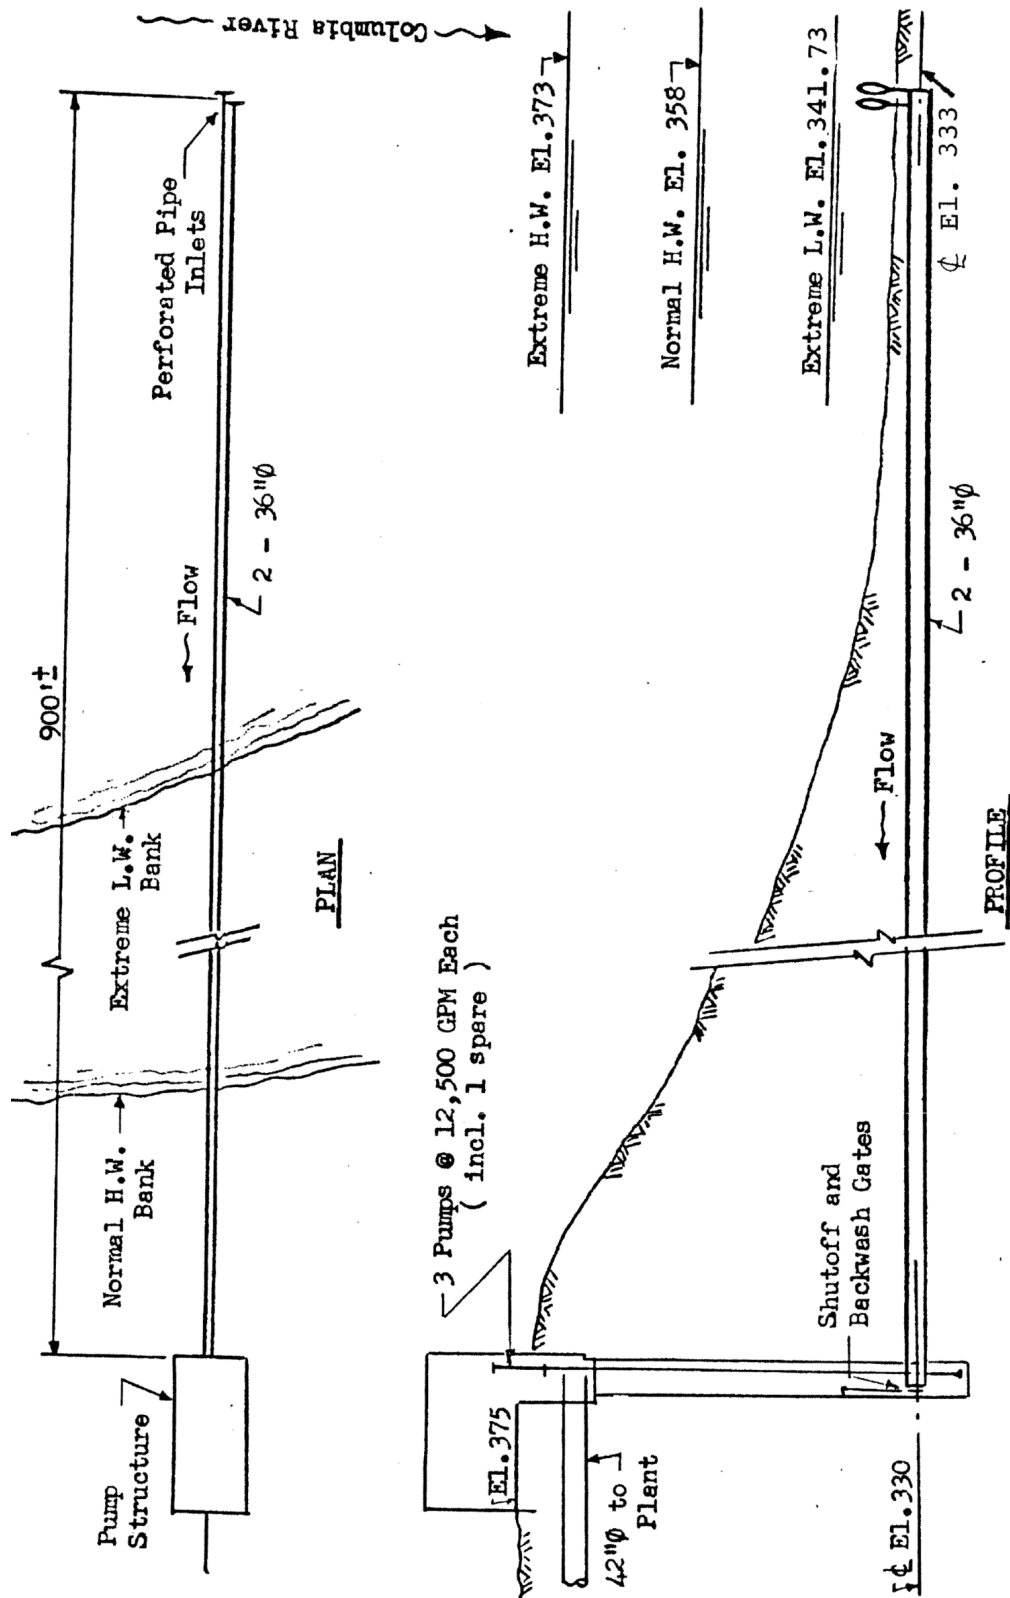 Pump
Structure
Normal H.W.
Bank
Extreme L.W.
Bank
900'±
Flow
2 - 36"Ø
Perforated Pipe
Inlets
Columbia River
PLAN
3 Pumps @ 12,500 GPM Each
( incl. 1 spare )
Extreme H.W. El.373
Normal H.W. El. 358
Extreme L.W. El.341.73
El.375
42"Ø to
Plant
Shutoff and
Backwash Gates
Flow
2 - 36"Ø
℄ El. 333
℄ El.330
PROFILE